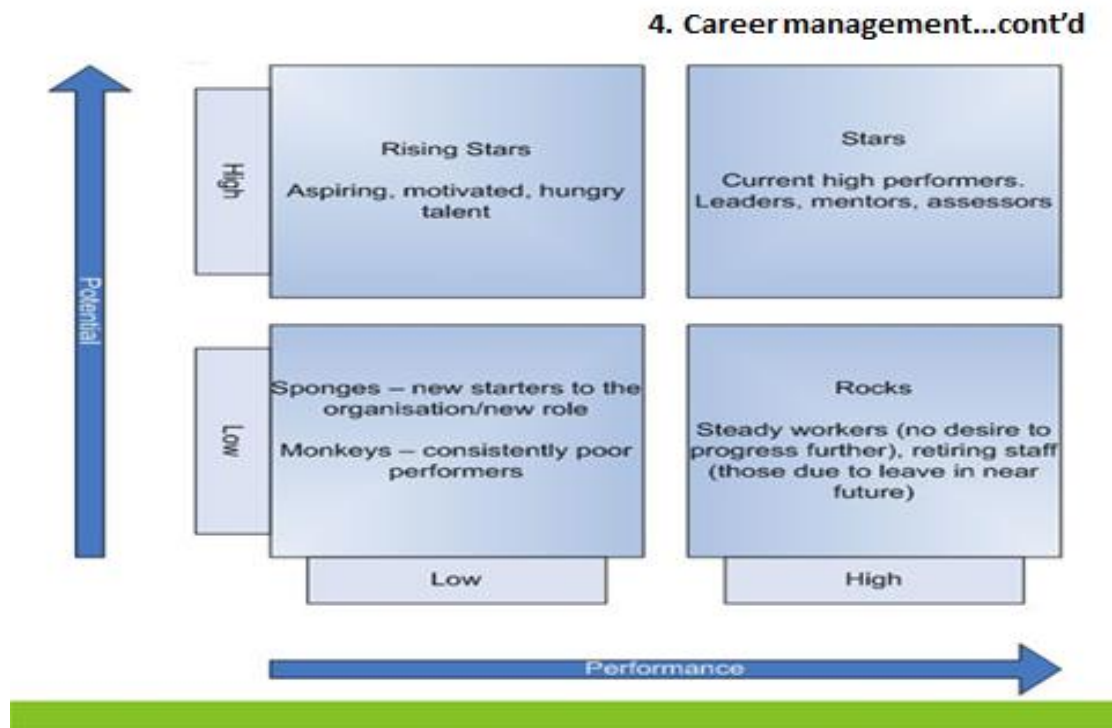 4. Career management...cont'd
High
Rising Stars
Aspiring, motivated, hungry
talent
Stars
Current high performers.
Leaders, mentors, assessors
Potential
Low
Sponges – new starters to the
organisation/new role
Monkeys – consistently poor
performers
Rocks
Steady workers (no desire to
progress further), retiring staff
(those due to leave in near
future)
Low
High
Performance